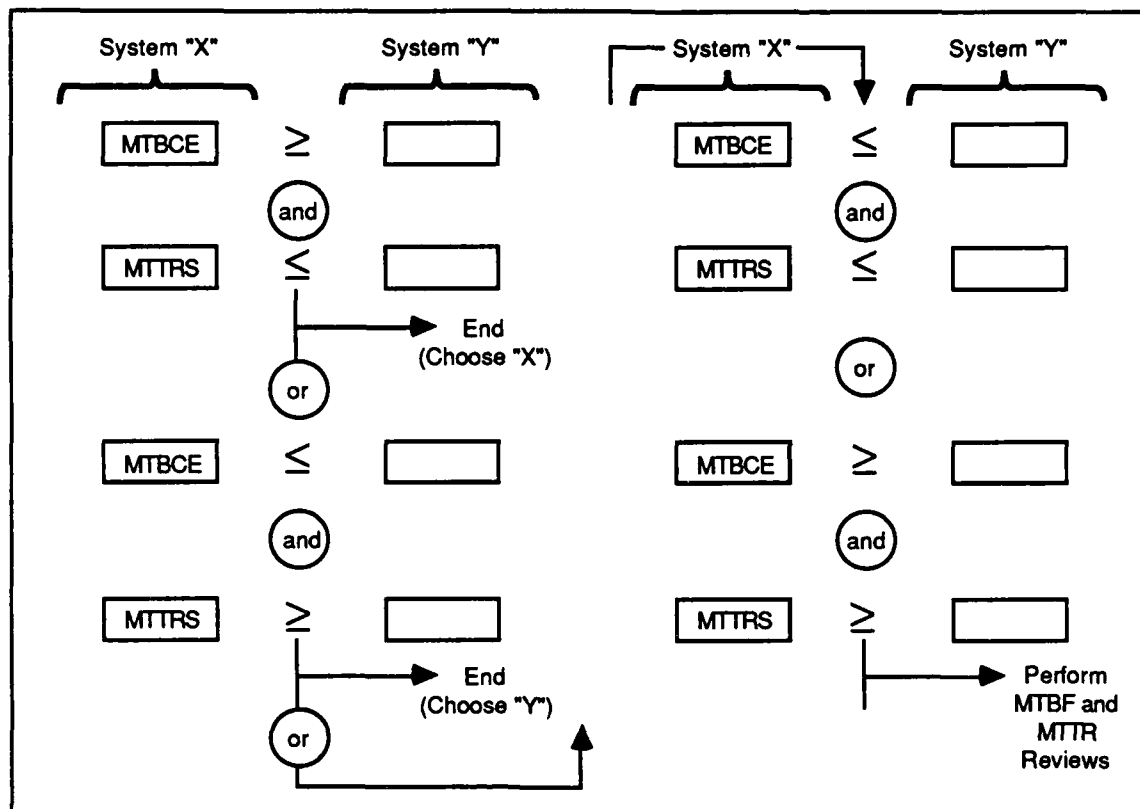 System "X"
System "Y"
MTBCE
≥
and
MTTRS
≤
End
(Choose "X")
or
MTBCE
≤
and
MTTRS
≥
End
(Choose "Y")
or
System "X"
System "Y"
MTBCE
≤
and
MTTRS
≤
or
MTBCE
≥
and
MTTRS
≥
Perform
MTBF and
MTTR
Reviews